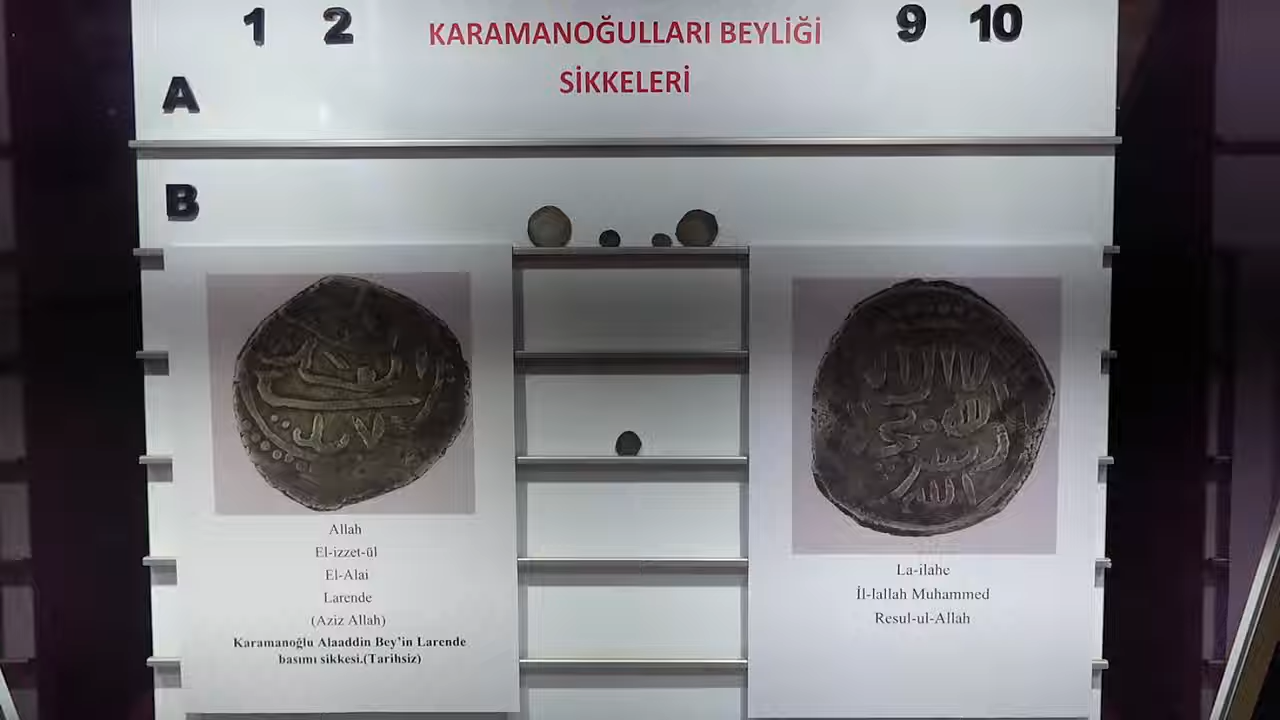 1 2 KARAMANOĞULLARI BEYLİĞİ 9 10
SİKKELERİ
A
B
Allah
El-izzet-ül
El-Alai
Larende
(Aziz Allah)
Karamanoğlu Alaaddin Bey'in Larende
basımı sikkesi.(Tarihsiz)
La-ilahe
İl-lallah Muhammed
Resul-ul-Allah